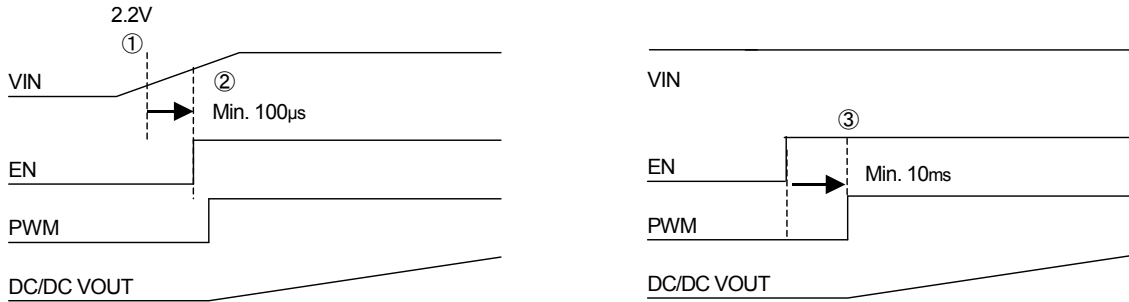 2.2V
①
VIN
②
Min. 100µs
EN
PWM
DC/DC VOUT
VIN
③
EN
Min. 10ms
PWM
DC/DC VOUT